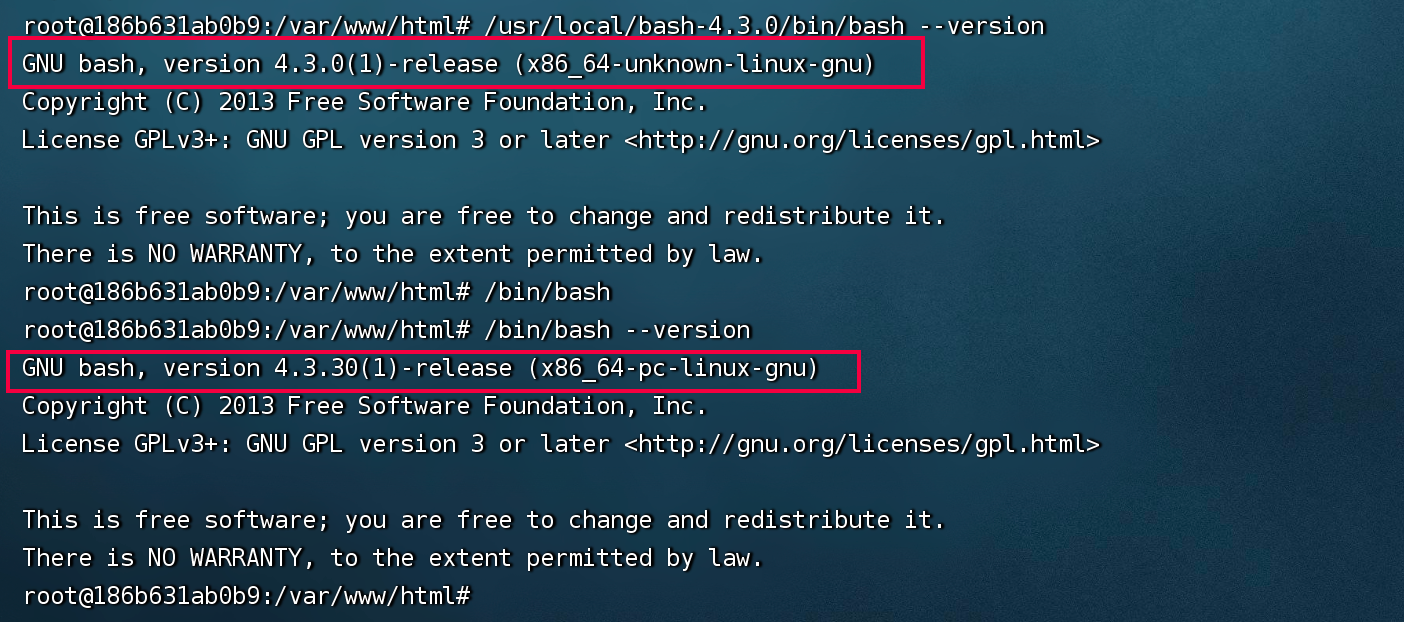 root@186b631ab0b9:/var/www/html# /usr/local/bash-4.3.0/bin/bash --version
GNU bash, version 4.3.0(1)-release (x86_64-unknown-linux-gnu)
Copyright (C) 2013 Free Software Foundation, Inc.
License GPLv3+: GNU GPL version 3 or later <http://gnu.org/licenses/gpl.html>
This is free software; you are free to change and redistribute it.
There is NO WARRANTY, to the extent permitted by law.
root@186b631ab0b9:/var/www/html# /bin/bash
root@186b631ab0b9:/var/www/html# /bin/bash --version
GNU bash, version 4.3.30(1)-release (x86_64-pc-linux-gnu)
Copyright (C) 2013 Free Software Foundation, Inc.
License GPLv3+: GNU GPL version 3 or later <http://gnu.org/licenses/gpl.html>
This is free software; you are free to change and redistribute it.
There is NO WARRANTY, to the extent permitted by law.
root@186b631ab0b9:/var/www/html#